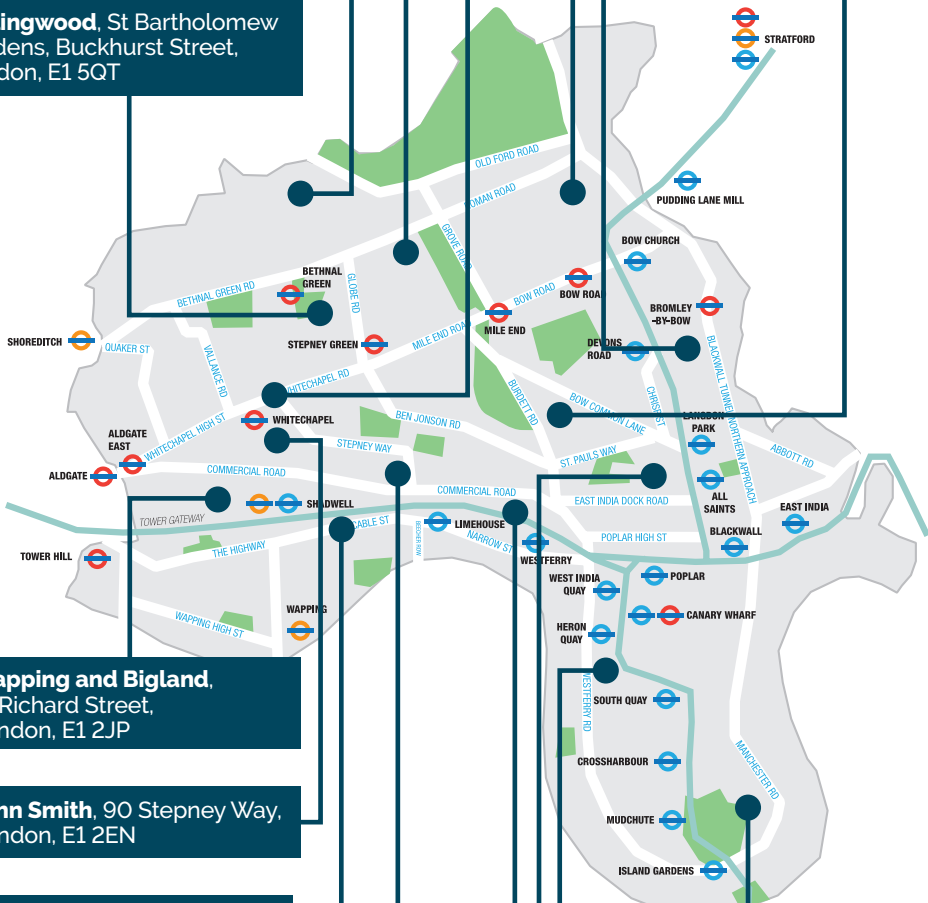 ingwood, St Bartholomew
dens, Buckhurst Street,
don, E1 5QT
STRATFORD
OLD FORD ROAD
ROMAN ROAD
PUDDING LANE MILL
GROVE ROAD
BOW CHURCH
BETHNAL
GREEN
BETHNAL GREEN RD
GLOBE RD
BOW ROAD
BOW ROAD
BROMLEY
-BY-BOW
MILE END
MILE END ROAD
SHOREDITCH
QUAKER ST
STEPNEY GREEN
DEVONS
ROAD
VALLANCE RD
WHITECHAPEL RD
BURDETT RD
CHRISP ST
BLACKWALL TUNNEL NORTHERN APPROACH
BOW COMMON LANE
WHITECHAPEL
BEN JONSON RD
LANGDON
PARK
ALDGATE
EAST
WHITECHAPEL HIGH ST
STEPNEY WAY
ST. PAULS WAY
ABBOTT RD
ALDGATE
COMMERCIAL ROAD
COMMERCIAL ROAD
EAST INDIA DOCK ROAD
ALL
SAINTS
SHADWELL
TOWER GATEWAY
CABLE ST
BEECHER ROW
LIMEHOUSE
EAST INDIA
NARROW ST
POPLAR HIGH ST
BLACKWALL
TOWER HILL
THE HIGHWAY
WESTFERRY
WEST INDIA
QUAY
POPLAR
WAPPING
WAPPING HIGH ST
CANARY WHARF
HERON
QUAY
apping and Bigland,
Richard Street,
ndon, E1 2JP
WESTFERRY RD
SOUTH QUAY
CROSSHARBOUR
MANCHESTER RD
hn Smith, 90 Stepney Way,
ndon, E1 2EN
MUDCHUTE
ISLAND GARDENS